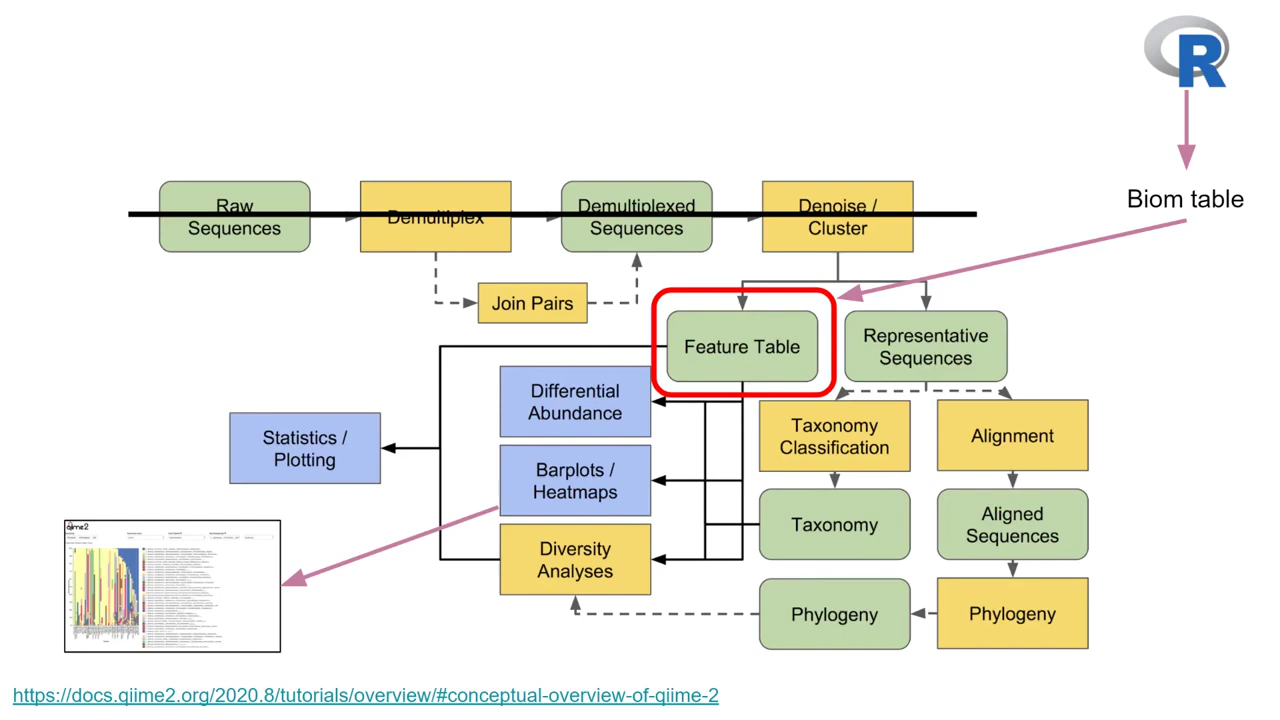 R
Biom table
Raw
Sequences
Demultiplex
Demultiplexed
Sequences
Denoise /
Cluster
Join Pairs
Feature Table
Representative
Sequences
Differential
Abundance
Statistics /
Plotting
Taxonomy
Classification
Alignment
Barplots /
Heatmaps
Taxonomy
Aligned
Sequences
qiime2
Diversity
Analyses
Phylogeny
Phylogeny
https://docs.qiime2.org/2020.8/tutorials/overview/#conceptual-overview-of-qiime-2